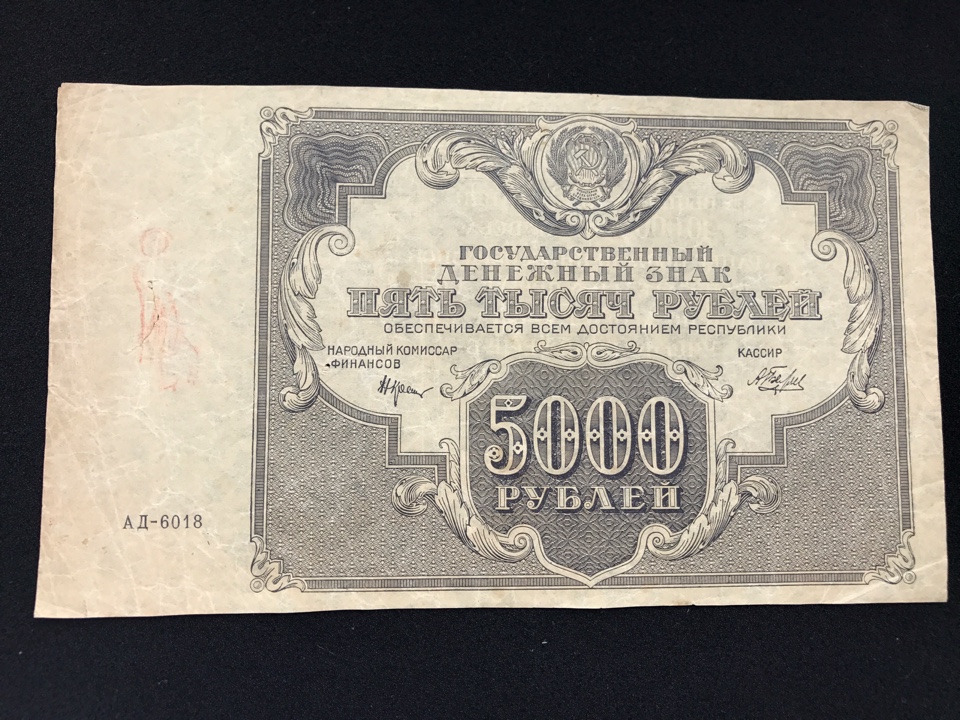 ГОСУДАРСТВЕННЫЙ
ДЕНЕЖНЫЙ ЗНАК
ПЯТЬ ТЫСЯЧ РУБЛЕЙ
ОБЕСПЕЧИВАЕТСЯ ВСЕМ ДОСТОЯНИЕМ РЕСПУБЛИКИ
НАРОДНЫЙ КОМИССАР
ФИНАНСОВ
КАССИР
5000
РУБЛЕЙ
АД-6018